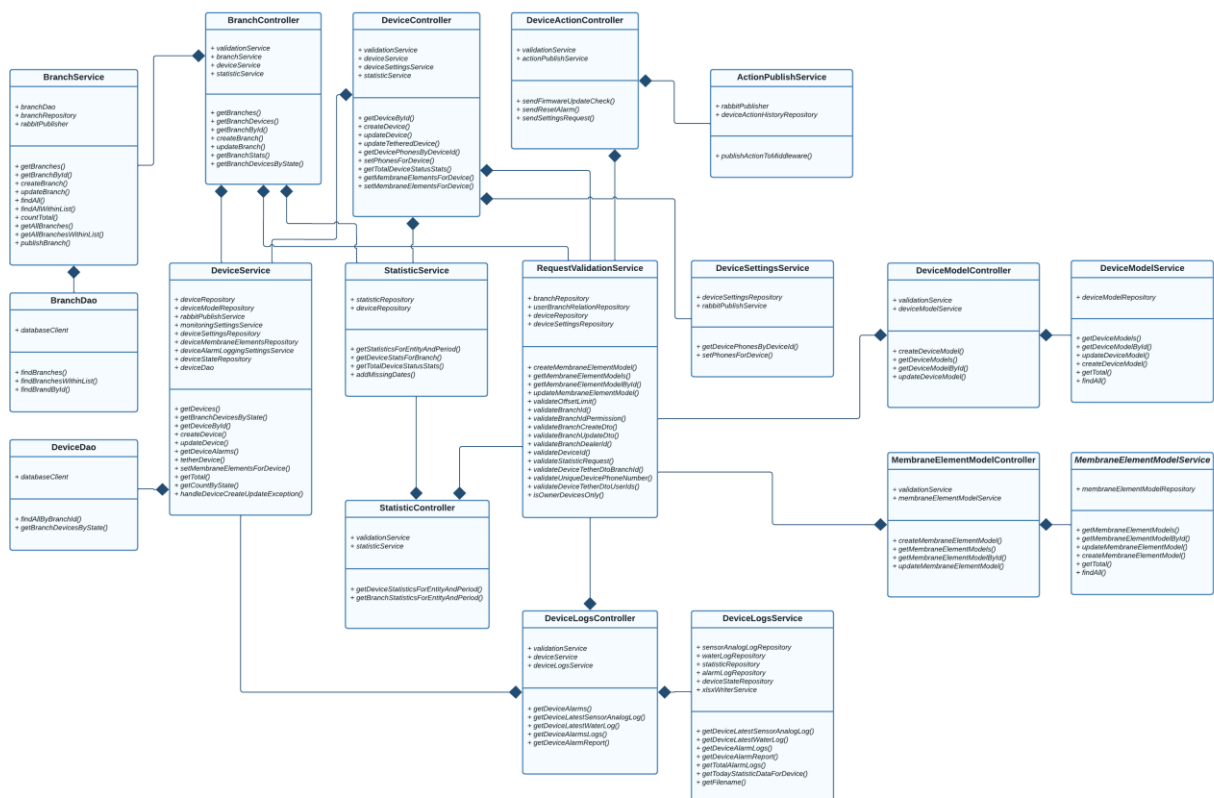 BranchController
+ validationService
+ branchService
+ deviceService
+ statisticService
+ getBranches()
+ getBranchDevices()
+ getBranchById()
+ createBranch()
+ updateBranch()
+ getBranchStats()
+ getBranchDevicesByState()
DeviceController
+ validationService
+ deviceService
+ deviceSettingsService
+ statisticService
+ getDeviceById()
+ createDevice()
+ updateDevice()
+ updateTetheredDevice()
+ getDevicePhonesByDeviceId()
+ setPhonesForDevice()
+ getTotalDeviceStatusStats()
+ getMembraneElementsForDevice()
+ setMembraneElementsForDevice()
DeviceActionController
+ validationService
+ actionPublishService
+ sendFirmwareUpdateCheck()
+ sendResetAlarm()
+ sendSettingsRequest()
BranchService
+ branchDao
+ branchRepository
+ rabbitPublisher
+ getBranches()
+ getBranchById()
+ createBranch()
+ updateBranch()
+ findAll()
+ findAllWithinList()
+ countTotal()
+ getAllBranches()
+ getAllBranchesWithinList()
+ publishBranch()
ActionPublishService
+ rabbitPublisher
+ deviceActionHistoryRepository
+ publishActionToMiddleware()
BranchDao
+ databaseClient
+ findBranches()
+ findBranchesWithinList()
+ findBrandById()
DeviceService
+ deviceRepository
+ deviceModelRepository
+ rabbitPublishService
+ monitoringSettingsService
+ deviceSettingsRepository
+ deviceMembraneElementsRepository
+ deviceAlarmLoggingSettingsService
+ deviceStateRepository
+ deviceDao
+ getDevices()
+ getBranchDevicesByState()
+ getDeviceById()
+ createDevice()
+ updateDevice()
+ getDeviceAlarms()
+ tetherDevice()
+ setMembraneElementsForDevice()
+ getTotal()
+ getCountByState()
+ handleDeviceCreateUpdateException()
StatisticService
+ statisticRepository
+ deviceRepository
+ getStatisticsForEntityAndPeriod()
+ getDeviceStatsForBranch()
+ getTotalDeviceStatusStats()
+ addMissingDates()
RequestValidationService
+ branchRepository
+ userBranchRelationRepository
+ deviceRepository
+ deviceSettingsRepository
+ createMembraneElementModel()
+ getMembraneElementModels()
+ getMembraneElementModelById()
+ updateMembraneElementModel()
+ validateOffsetLimit()
+ validateBranchId()
+ validateBranchIdPermission()
+ validateBranchCreateDto()
+ validateBranchUpdateDto()
+ validateBranchDealerId()
+ validateDeviceId()
+ validateStatisticRequest()
+ validateDeviceTetherDtoBranchId()
+ validateUniqueDevicePhoneNumber()
+ validateDeviceTetherDtoUserIds()
+ isOwnerDevicesOnly()
DeviceSettingsService
+ deviceSettingsRepository
+ rabbitPublishService
+ getDevicePhonesByDeviceId()
+ setPhonesForDevice()
DeviceModelController
+ validationService
+ deviceModelService
+ createDeviceModel()
+ getDeviceModels()
+ getDeviceModelById()
+ updateDeviceModel()
DeviceModelService
+ deviceModelRepository
+ getDeviceModels()
+ getDeviceModelById()
+ updateDeviceModel()
+ createDeviceModel()
+ getTotal()
+ findAll()
DeviceDao
+ databaseClient
+ findAllByBranchId()
+ getBranchDevicesByState()
StatisticController
+ validationService
+ statisticService
+ getDeviceStatisticsForEntityAndPeriod()
+ getBranchStatisticsForEntityAndPeriod()
MembraneElementModelController
+ validationService
+ membraneElementModelService
+ createMembraneElementModel()
+ getMembraneElementModels()
+ getMembraneElementModelById()
+ updateMembraneElementModel()
MembraneElementModelService
+ membraneElementModelRepository
+ getMembraneElementModels()
+ getMembraneElementModelById()
+ updateMembraneElementModel()
+ createMembraneElementModel()
+ getTotal()
+ findAll()
DeviceLogsController
+ validationService
+ deviceService
+ deviceLogsService
+ getDeviceAlarms()
+ getDeviceLatestSensorAnalogLog()
+ getDeviceLatestWaterLog()
+ getDeviceAlarmsLogs()
+ getDeviceAlarmReport()
DeviceLogsService
+ sensorAnalogLogRepository
+ waterLogRepository
+ statisticRepository
+ alarmLogRepository
+ deviceStateRepository
+ xlsxWriterService
+ getDeviceLatestSensorAnalogLog()
+ getDeviceLatestWaterLog()
+ getDeviceAlarmLogs()
+ getDeviceAlarmReport()
+ getTotalAlarmLogs()
+ getTodayStatisticDataForDevice()
+ getFilename()